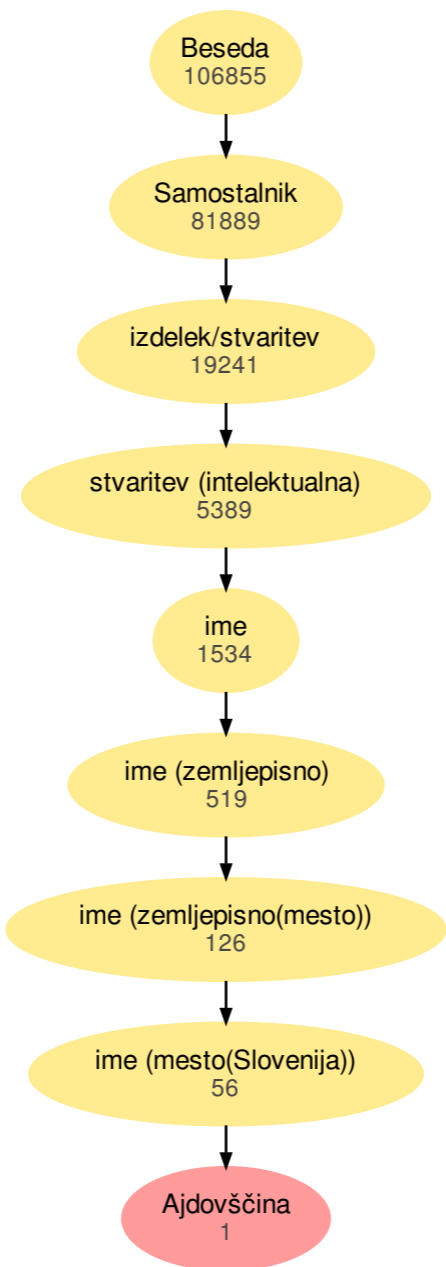 Beseda
106855
Samostalnik
81889
izdelek/stvaritev
19241
stvaritev (intelektualna)
5389
ime
1534
ime (zemljepisno)
519
ime (zemljepisno(mesto))
126
ime (mesto(Slovenija))
56
Ajdovščina
1